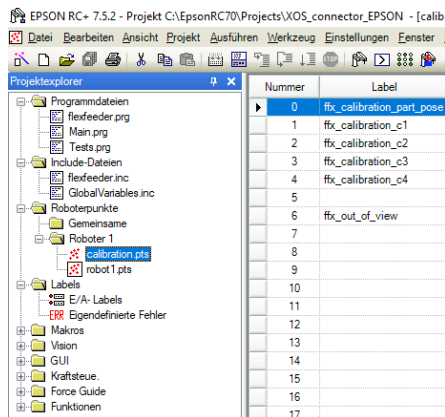 EPSON RC+ 7.5.2 - Projekt C:\EpsonRC70\Projects\XOS_connector_EPSON - [calib
Datei Bearbeiten Ansicht Projekt Ausführen Werkzeug Einstellungen Fenster
Projektexplorer
Programmdateien
flexfeeder.prg
Main.prg
Tests.prg
Include-Dateien
flexfeeder.inc
GlobalVariables.inc
Roboterpunkte
Gemeinsame
Roboter 1
calibration.pts
robot1.pts
Labels
E/A- Labels
ERR Eigendefinierte Fehler
Makros
Vision
GUI
Kraftsteue.
Force Guide
Funktionen
Nummer Label
0 ffx_calibration_part_pose
1 ffx_calibration_c1
2 ffx_calibration_c2
3 ffx_calibration_c3
4 ffx_calibration_c4
5
6 ffx_out_of_view
7
8
9
10
11
12
13
14
15
16
17